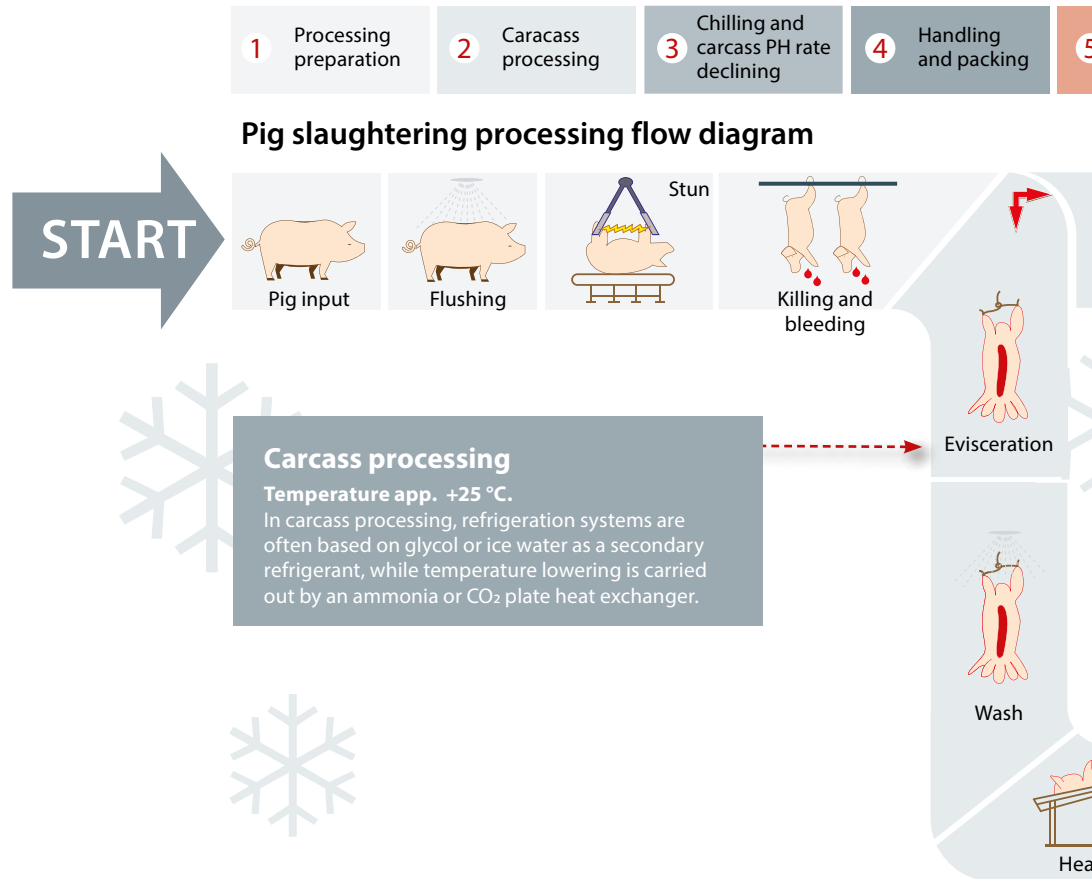 1
Processing
preparation
2
Caracass
processing
3
Chilling and
carcass PH rate
declining
4
Handling
and packing
5
Pig slaughtering processing flow diagram
START
Pig input
Flushing
Stun
Killing and
bleeding
Evisceration
Carcass processing
Temperature app. +25 °C.
In carcass processing, refrigeration systems are
often based on glycol or ice water as a secondary
refrigerant, while temperature lowering is carried
out by an ammonia or CO₂ plate heat exchanger.
Wash